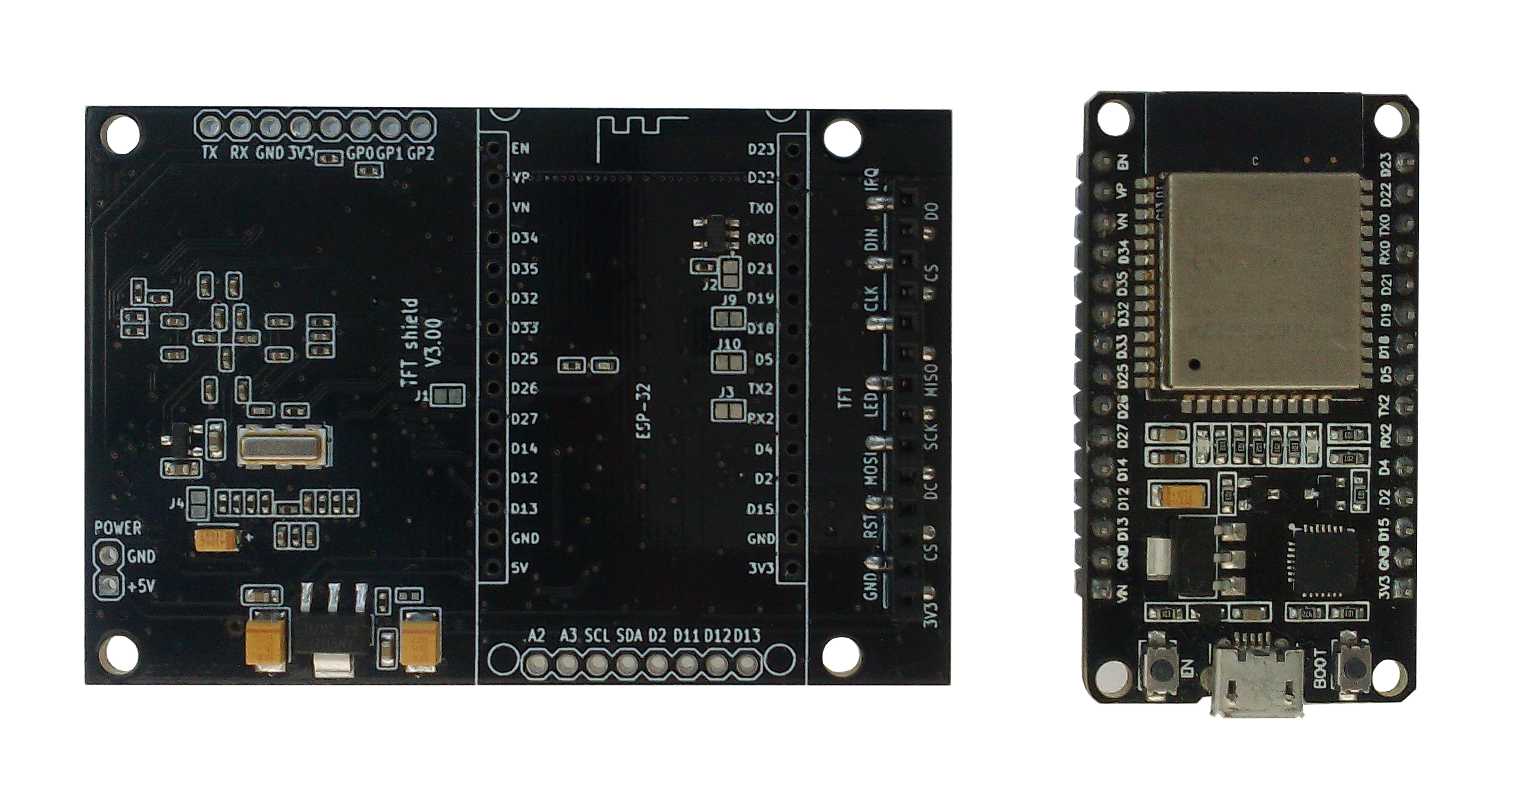 TX RX GND 3V3 GP0 GP1 GP2
EN
VP
VN
D34
D35
D32
D33
D25
D26
D27
D14
D12
D13
GND
5V
D23
D22
TX0
RX0
D21
D19
D18
D5
TX2
RX2
D4
D2
D15
GND
3V3
J2
J9
J10
J3
ESP-32
TFT shield
V3.00
J1
J4
POWER
GND
+5V
+
A2 A3 SCL SDA D2 D11 D12 D13
TFT
IRQ
DIN
CLK
LED
MOSI
RST
GND
DO
CS
MISO
SCK
DC
CS
3V3
EN
VP
VN
D34
D35
D32
D33
D25
D26
D27
D14
D12
D13
GND
VIN
C
D23
D22
TX0
RX0
D21
D19
D18
D5
TX2
RX2
D4
D2
D15
GND
3V3
EN
BOOT